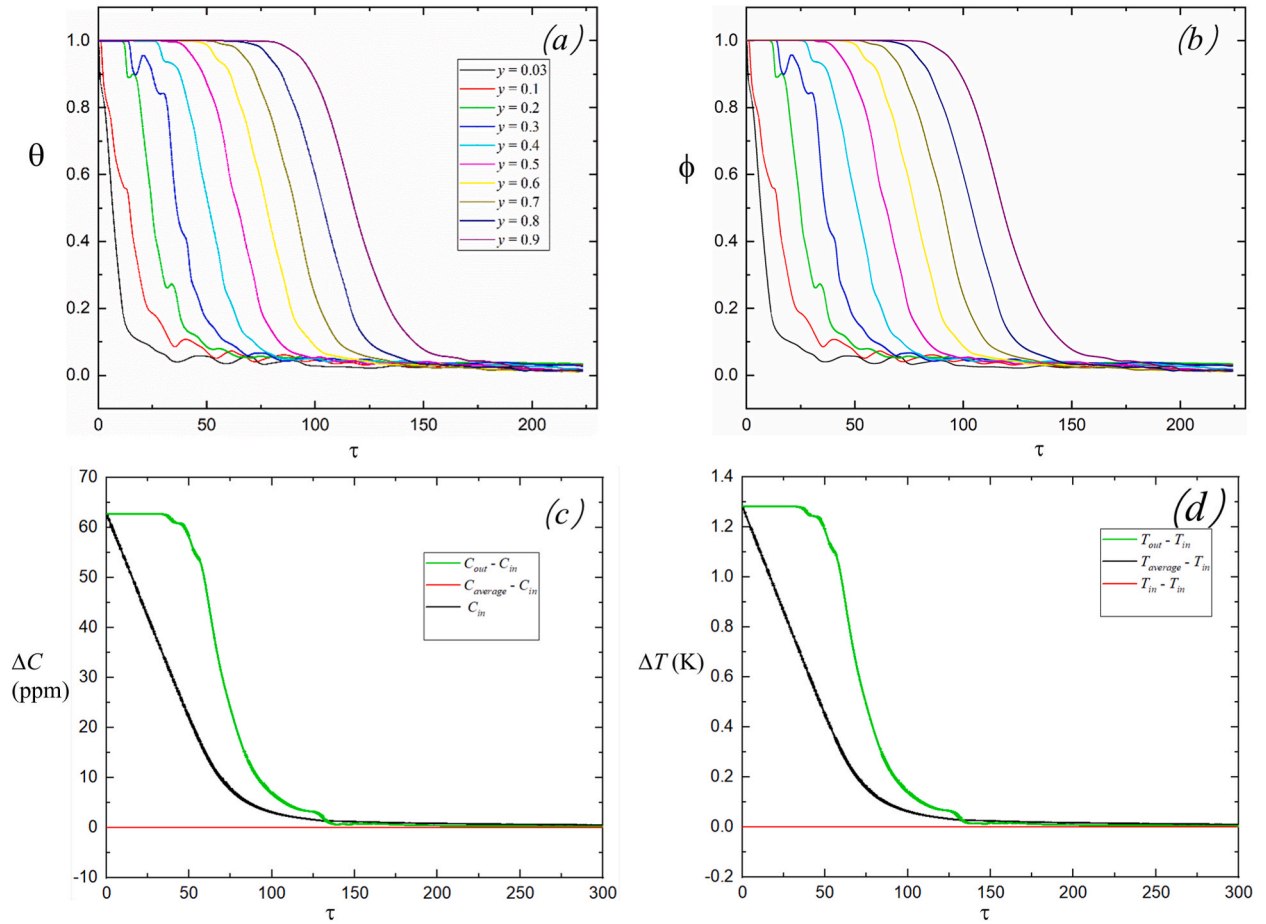 (a)
1.0
0.8
0.6
0.4
0.2
0.0
θ
y = 0.03
y = 0.1
y = 0.2
y = 0.3
y = 0.4
y = 0.5
y = 0.6
y = 0.7
y = 0.8
y = 0.9
0 25 50 75 100 125 150 175 200 225
τ
(b)
1.0
0.8
0.6
0.4
0.2
0.0
ϕ
0 50 100 150 200
τ
(c)
70
60
50
40
30
20
10
0
-10
ΔC
(ppm)
C_out - C_in
C_average - C_in
C_in
0 50 100 150 200 250 300
τ
(d)
1.4
1.2
1.0
0.8
0.6
0.4
0.2
0.0
-0.2
ΔT (K)
T_out - T_in
T_average - T_in
T_in - T_in
0 50 100 150 200 250 300
τ